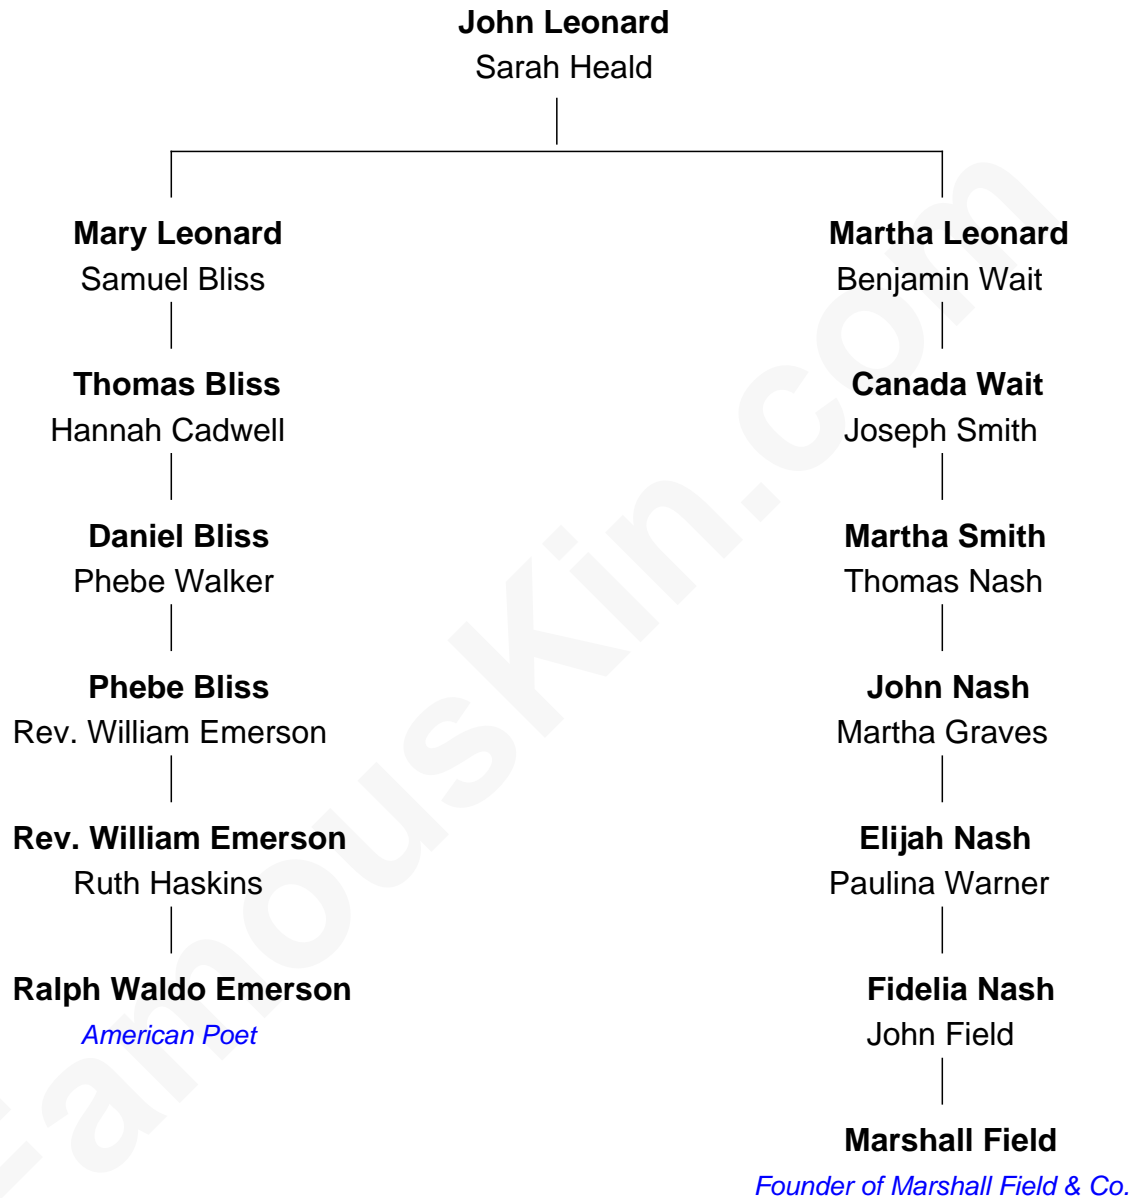 John Leonard
Sarah Heald
Mary Leonard
Samuel Bliss
Martha Leonard
Benjamin Wait
Thomas Bliss
Hannah Cadwell
Canada Wait
Joseph Smith
Daniel Bliss
Phebe Walker
Martha Smith
Thomas Nash
Phebe Bliss
Rev. William Emerson
John Nash
Martha Graves
Rev. William Emerson
Ruth Haskins
Elijah Nash
Paulina Warner
Ralph Waldo Emerson
American Poet
Fidelia Nash
John Field
Marshall Field
Founder of Marshall Field & Co.
FamousKin.com